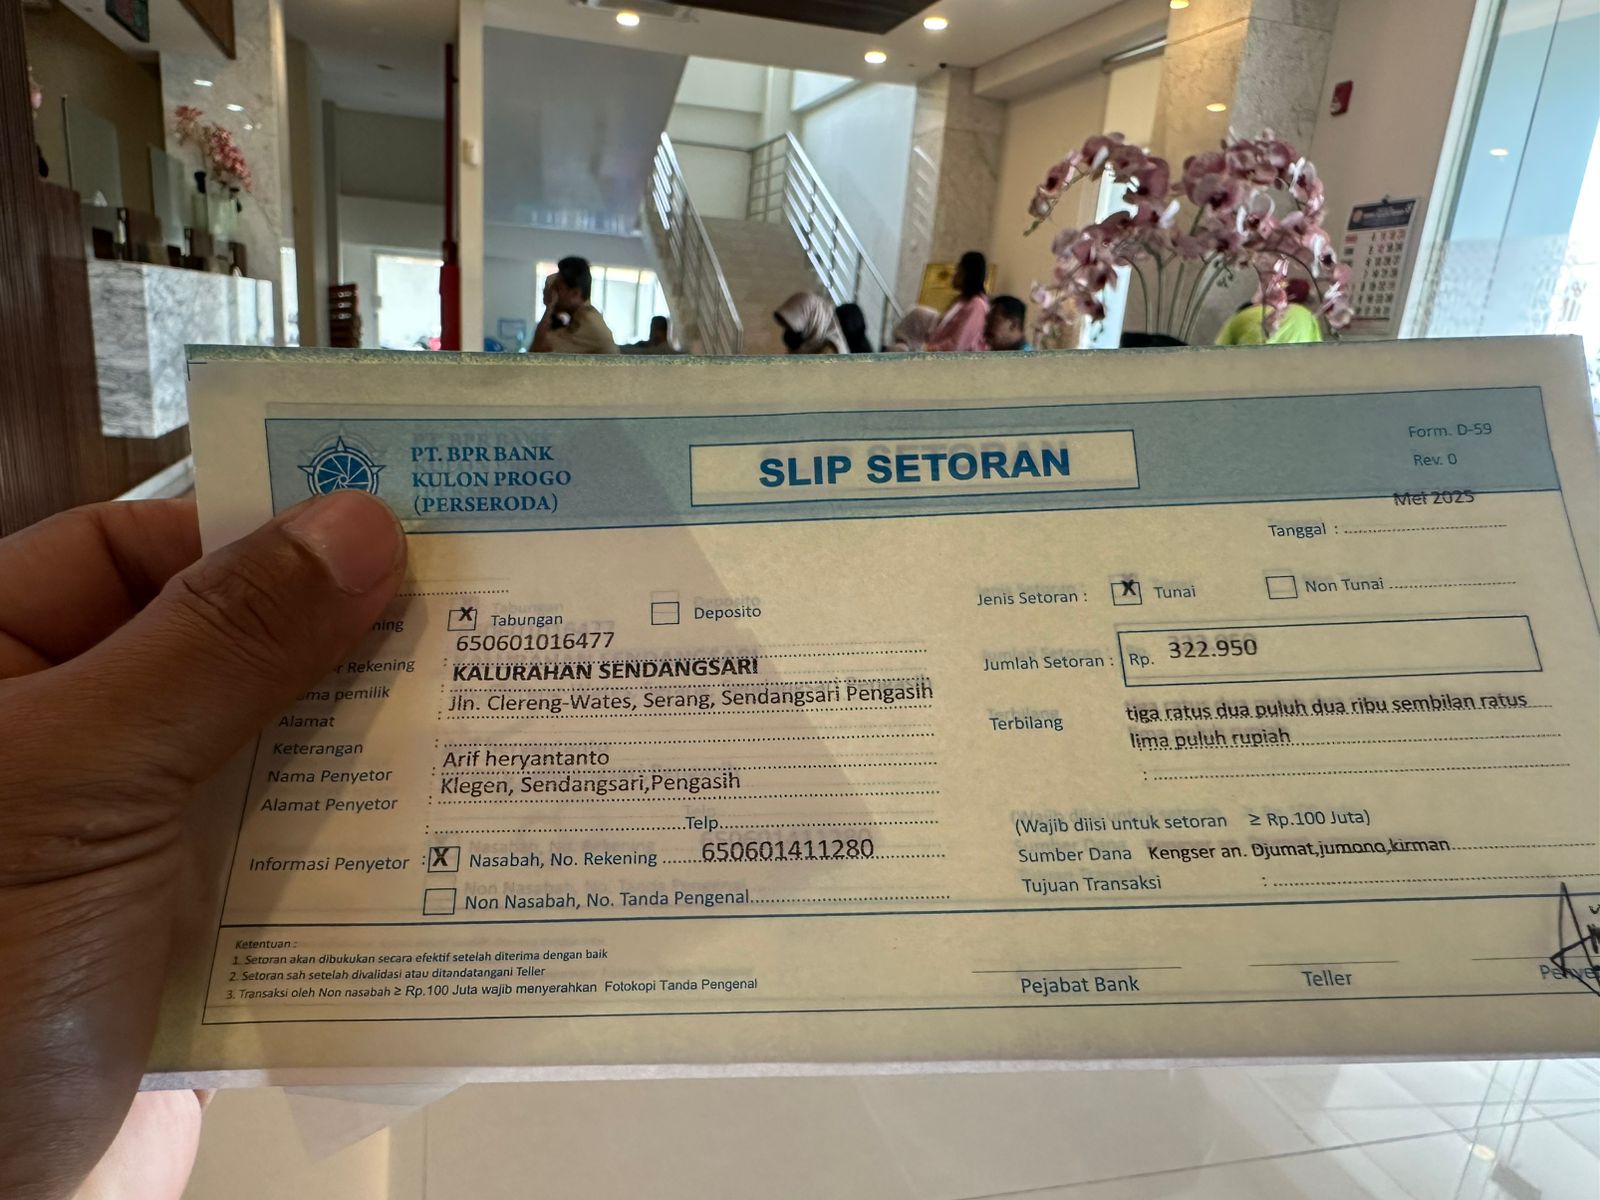 PT. BPR BANK
KULON PROGO
(PERSERODA)
SLIP SETORAN
Form. D-59
Rev. 0
Mei 2025
Tanggal :
Tabungan
Deposito
Jenis Setoran :
Tunai
Non Tunai
650601016477
Rekening : KALURAHAN SENDANGSARI
pemilik
Jln. Clereng-Wates, Serang, Sendangsari Pengasih
Alamat :
Keterangan :
Nama Penyetor : Arif heryantanto
Alamat Penyetor : Klegen, Sendangsari,Pengasih
: Telp.
Informasi Penyetor : X Nasabah, No. Rekening 650601411280
Non Nasabah, No. Tanda Pengenal
Jumlah Setoran : Rp. 322.950
Terbilang tiga ratus dua puluh dua ribu sembilan ratus
lima puluh rupiah
:
(Wajib diisi untuk setoran ≥ Rp.100 Juta)
Sumber Dana Kengser an. Djumat,jumono,kirman
Tujuan Transaksi :
Ketentuan :
1. Setoran akan dibukukan secara efektif setelah diterima dengan baik
2. Setoran sah setelah divalidasi atau ditandatangani Teller
3. Transaksi oleh Non nasabah ≥ Rp.100 Juta wajib menyerahkan Fotokopi Tanda Pengenal
Pejabat Bank
Teller